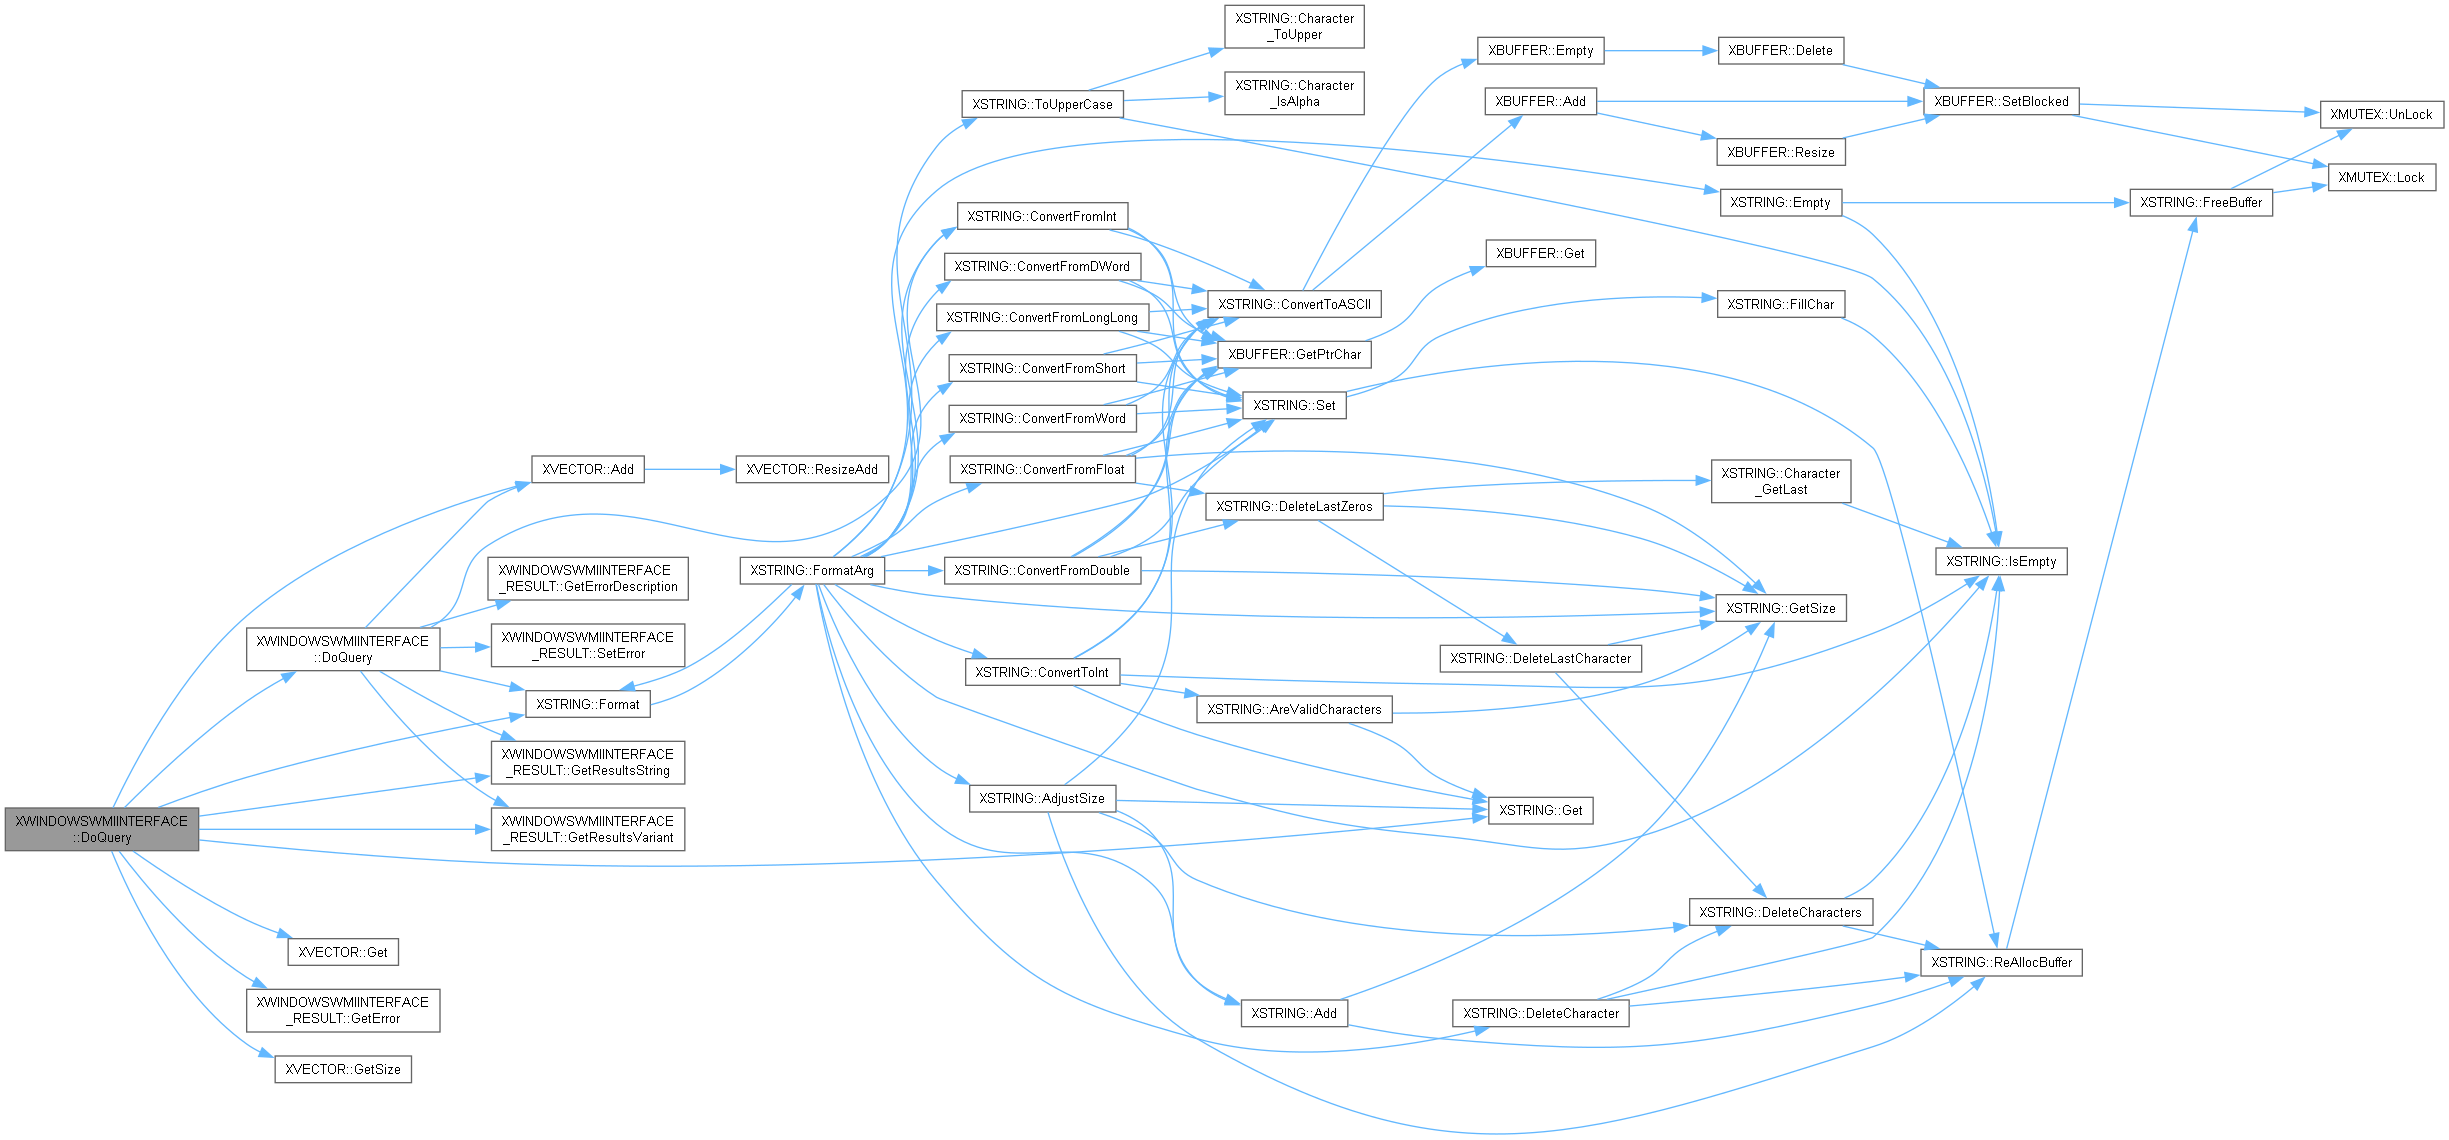 XWINDOWSWMIINTERFACE
::DoQuery
XVECTOR::Add
XVECTOR::ResizeAdd
XWINDOWSWMIINTERFACE
_RESULT::GetErrorDescription
XWINDOWSWMIINTERFACE
::DoQuery
XWINDOWSWMIINTERFACE
_RESULT::SetError
XSTRING::Format
XWINDOWSWMIINTERFACE
_RESULT::GetResultsString
XWINDOWSWMIINTERFACE
_RESULT::GetResultsVariant
XVECTOR::Get
XWINDOWSWMIINTERFACE
_RESULT::GetError
XVECTOR::GetSize
XSTRING::FormatArg
XSTRING::ToUpperCase
XSTRING::ConvertFromInt
XSTRING::ConvertFromDWord
XSTRING::ConvertFromLongLong
XSTRING::ConvertFromShort
XSTRING::ConvertFromWord
XSTRING::ConvertFromFloat
XSTRING::ConvertFromDouble
XSTRING::ConvertToInt
XSTRING::AdjustSize
XSTRING::Character
_ToUpper
XSTRING::Character
_IsAlpha
XSTRING::ConvertToASCII
XBUFFER::GetPtrChar
XSTRING::Set
XSTRING::DeleteLastZeros
XSTRING::AreValidCharacters
XSTRING::Add
XBUFFER::Empty
XBUFFER::Add
XBUFFER::Get
XSTRING::DeleteLastCharacter
XSTRING::Get
XSTRING::DeleteCharacter
XBUFFER::Delete
XBUFFER::Resize
XSTRING::Empty
XSTRING::FillChar
XSTRING::Character
_GetLast
XSTRING::GetSize
XSTRING::DeleteCharacters
XBUFFER::SetBlocked
XSTRING::IsEmpty
XSTRING::ReAllocBuffer
XSTRING::FreeBuffer
XMUTEX::UnLock
XMUTEX::Lock